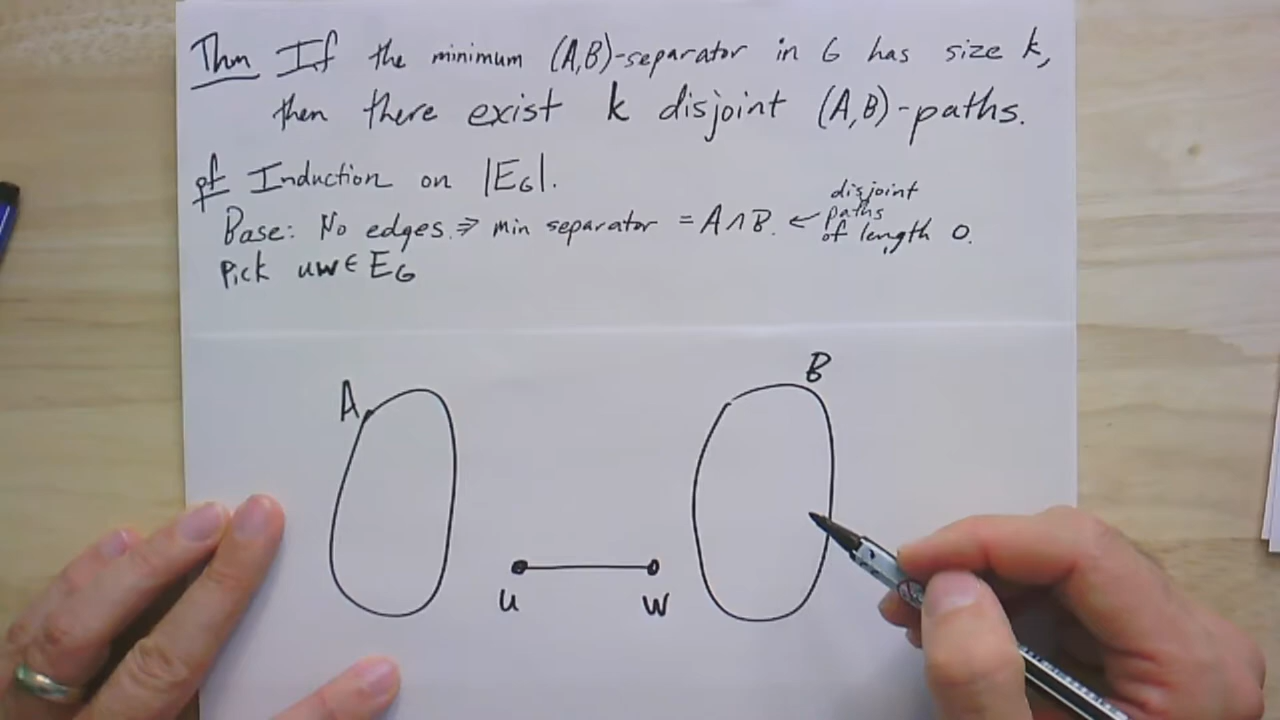 Thm If the minimum (A,B)-separator in G has size k,
then there exist k disjoint (A,B)-paths.
pf Induction on |E_G|.
Base: No edges. ⇒ min separator = A∩B. ← disjoint paths of length 0.
Pick uw ∈ E_G
A
B
u w